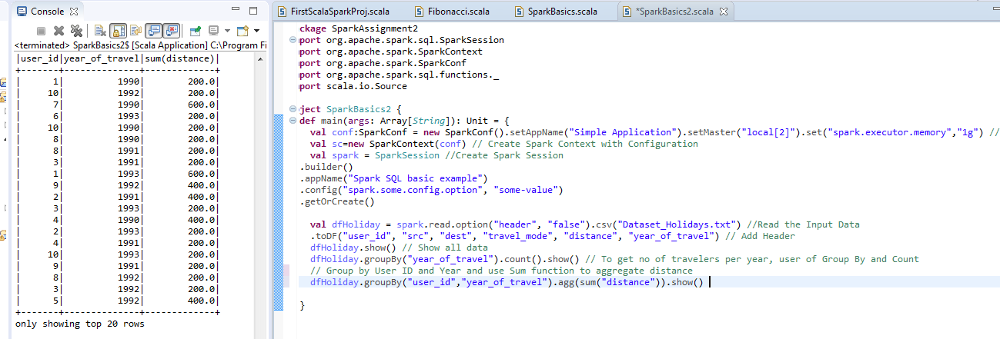 Console
<terminated> SparkBasics2$ [Scala Application] C:\Program Fi
|user_id|year_of_travel|sum(distance)|
+-------+--------------+-------------+
|      1|          1990|        200.0|
|     10|          1992|        200.0|
|      7|          1990|        600.0|
|      6|          1993|        200.0|
|     10|          1990|        200.0|
|      8|          1990|        200.0|
|      8|          1991|        200.0|
|      3|          1991|        200.0|
|      1|          1993|        600.0|
|      9|          1992|        400.0|
|      2|          1991|        400.0|
|      3|          1993|        200.0|
|      4|          1990|        400.0|
|      2|          1993|        200.0|
|      4|          1991|        200.0|
|     10|          1993|        200.0|
|      9|          1991|        200.0|
|      8|          1992|        200.0|
|      3|          1992|        200.0|
|      5|          1992|        400.0|
+-------+--------------+-------------+
only showing top 20 rows
FirstScalaSparkProj.scala Fibonacci.scala SparkBasics.scala *SparkBasics2.scala
ckage SparkAssignment2
port org.apache.spark.sql.SparkSession
port org.apache.spark.SparkContext
port org.apache.spark.SparkConf
port org.apache.spark.sql.functions._
port scala.io.Source
ject SparkBasics2 {
def main(args: Array[String]): Unit = {
val conf:SparkConf = new SparkConf().setAppName("Simple Application").setMaster("local[2]").set("spark.executor.memory","1g") //
val sc=new SparkContext(conf) // Create Spark Context with Configuration
val spark = SparkSession //Create Spark Session
.builder()
.appName("Spark SQL basic example")
.config("spark.some.config.option", "some-value")
.getOrCreate()
val dfHoliday = spark.read.option("header", "false").csv("Dataset_Holidays.txt") //Read the Input Data
.toDF("user_id", "src", "dest", "travel_mode", "distance", "year_of_travel") // Add Header
dfHoliday.show() // Show all data
dfHoliday.groupBy("year_of_travel").count().show() // To get no of travelers per year, user of Group By and Count
// Group by User ID and Year and use Sum function to aggregate distance
dfHoliday.groupBy("user_id","year_of_travel").agg(sum("distance")).show()
}